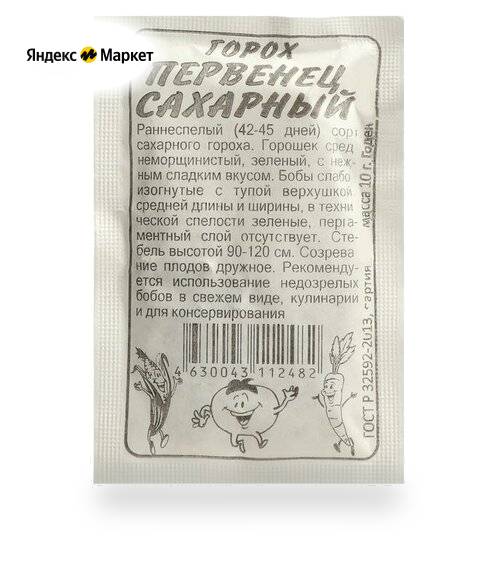 Яндекс Маркет
ГОРОХ
ПЕРВЕНЕЦ
САХАРНЫЙ
Раннеспелый (42-45 дней) сорт
сахарного гороха. Горошек сред
неморщинистый, зеленый, с неж-
ным сладким вкусом. Бобы слабо
изогнутые с тупой верхушкой
средней длины и ширины, в техни
ческой спелости зеленые, перга-
ментный слой отсутствует. Сте-
бель высотой 90-120 см. Созрева
ние плодов дружное. Рекоменду-
ется использование недозрелых
бобов в свежем виде, кулинарии
и для консервирования
4 630043 112482
ГОСТ Р 32592-2013, партия масса 10 г. Годен